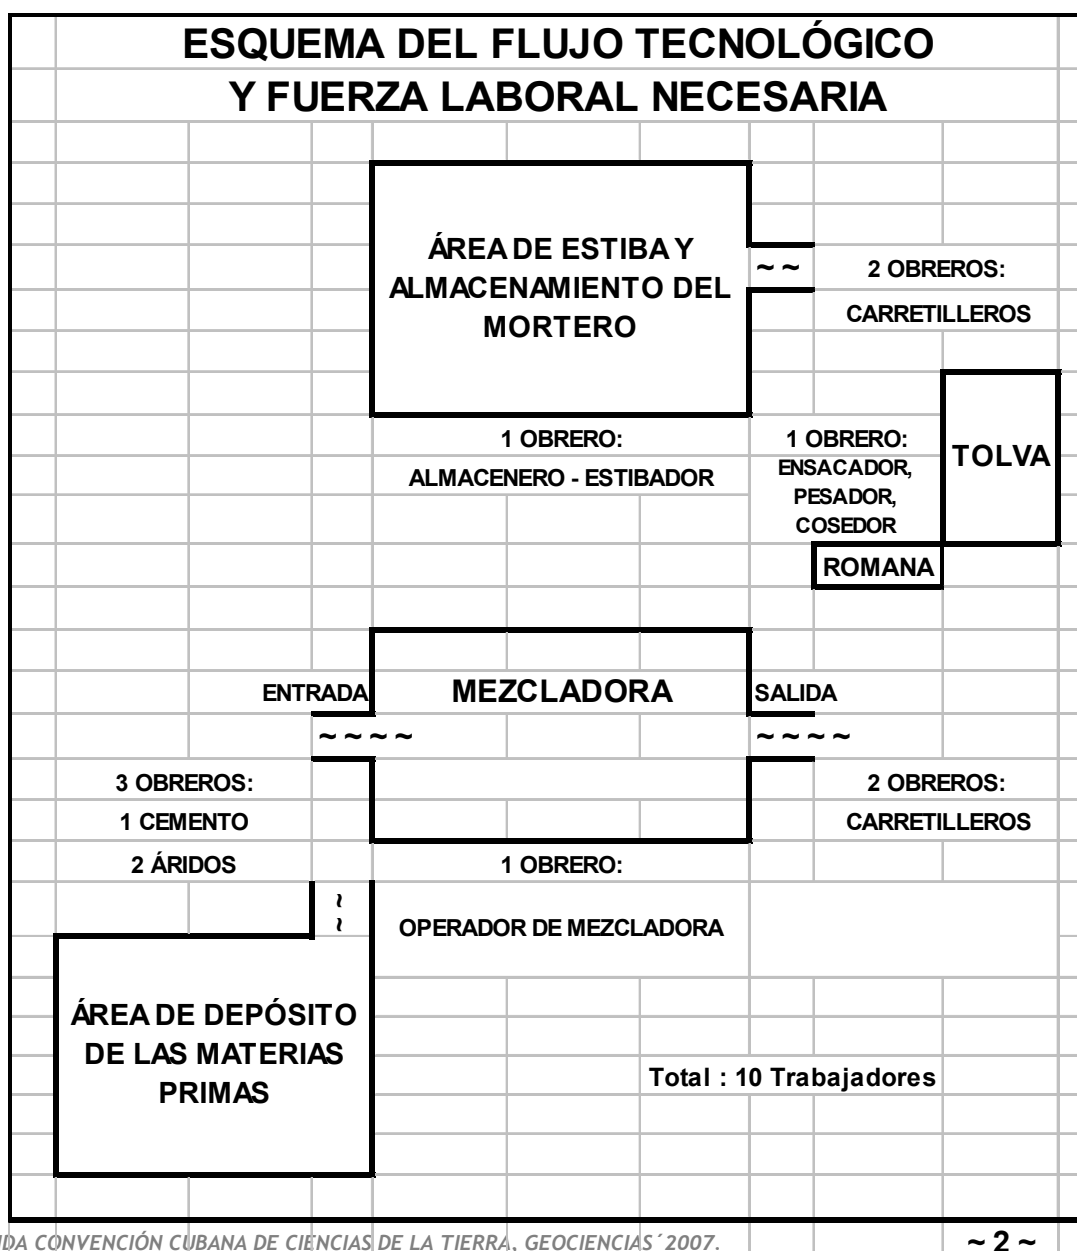 ESQUEMA DEL FLUJO TECNOLÓGICO
Y FUERZA LABORAL NECESARIA
ÁREA DE ESTIBA Y
ALMACENAMIENTO DEL
MORTERO
~ ~
2 OBREROS:
CARRETILLEROS
1 OBRERO:
ALMACENERO - ESTIBADOR
1 OBRERO:
ENSACADOR,
PESADOR,
COSEDOR
TOLVA
ROMANA
ENTRADA
MEZCLADORA
SALIDA
~ ~ ~ ~
~ ~ ~ ~
3 OBREROS:
1 CEMENTO
2 ÁRIDOS
2 OBREROS:
CARRETILLEROS
1 OBRERO:
OPERADOR DE MEZCLADORA
~ ~
ÁREA DE DEPÓSITO
DE LAS MATERIAS
PRIMAS
Total : 10 Trabajadores
CONVENCIÓN CUBANA DE CIENCIAS DE LA TIERRA, GEOCIENCIAS´2007.
~ 2 ~